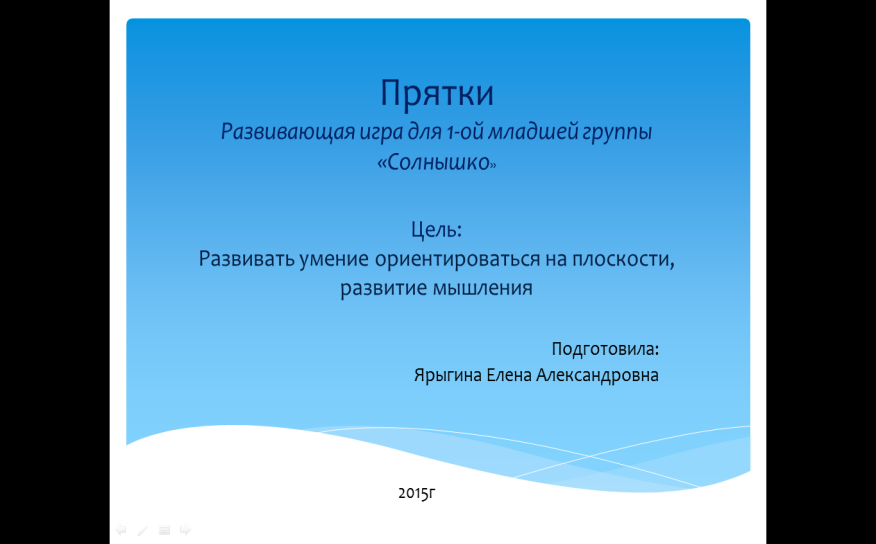 Прятки
Развивающая игра для 1-ой младшей группы
«Солнышко»
Цель:
Развивать умение ориентироваться на плоскости,
развитие мышления
Подготовила:
Ярыгина Елена Александровна
2015г